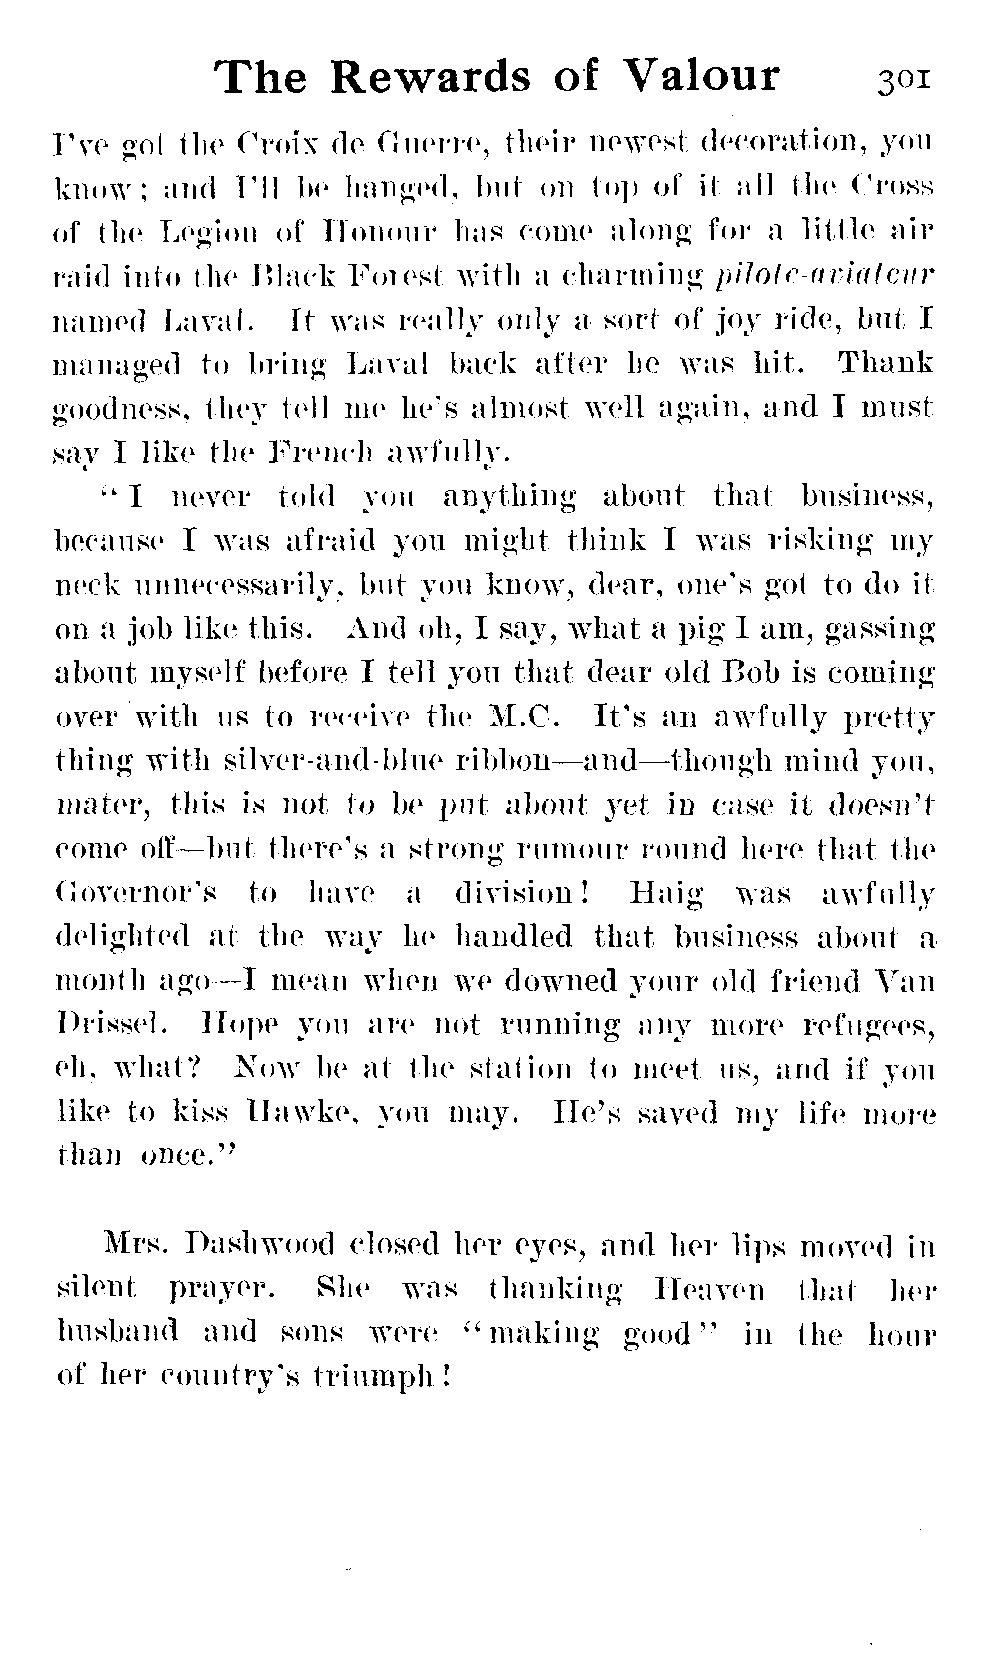 The Rewards of Valour 301
I've got the Croix de Guerre, their newest decoration, you
know; and I'll be hanged, but on top of it all the Cross
of the Legion of Honour has come along for a little air
raid into the Black Forest with a charming pilote-aviateur
named Laval. It was really only a sort of joy ride, but I
managed to bring Laval back after he was hit. Thank
goodness, they tell me he's almost well again, and I must
say I like the French awfully.
"I never told you anything about that business,
because I was afraid you might think I was risking my
neck unnecessarily, but you know, dear, one's got to do it
on a job like this. And oh, I say, what a pig I am, gassing
about myself before I tell you that dear old Bob is coming
over with us to receive the M.C. It's an awfully pretty
thing with silver-and-blue ribbon—and—though mind you,
mater, this is not to be put about yet in case it doesn't
come off—but there's a strong rumour round here that the
Governor's to have a division! Haig was awfully
delighted at the way he handled that business about a
month ago—I mean when we downed your old friend Van
Drissel. Hope you are not running any more refugees,
eh, what? Now be at the station to meet us, and if you
like to kiss Hawke, you may. He's saved my life more
than once."
Mrs. Dashwood closed her eyes, and her lips moved in
silent prayer. She was thanking Heaven that her
husband and sons were "making good" in the hour
of her country's triumph!